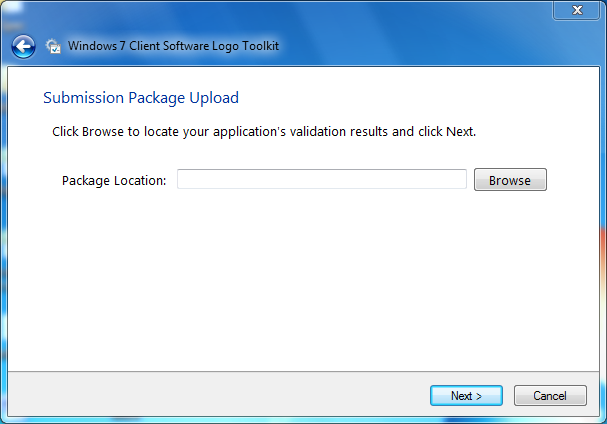 Windows 7 Client Software Logo Toolkit
Submission Package Upload
Click Browse to locate your application's validation results and click Next.
Package Location: Browse
Next > Cancel